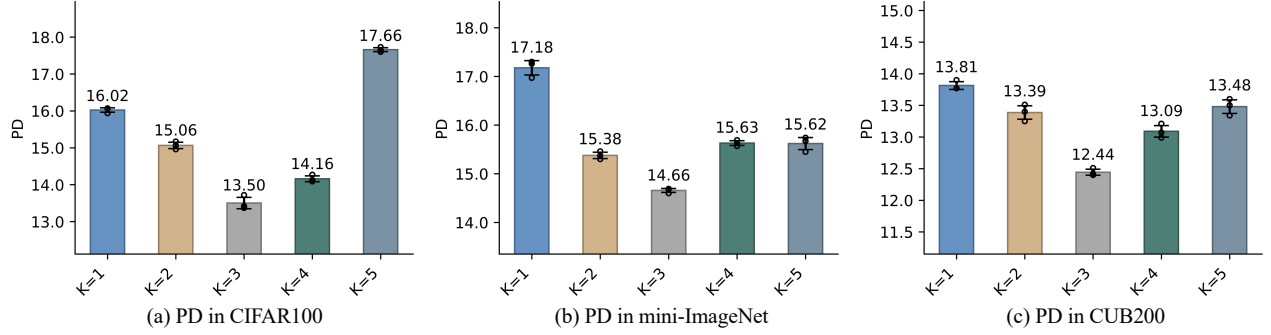 PD
18.0
17.0
16.0
15.0
14.0
13.0
16.02
15.06
13.50
14.16
17.66
K=1
K=2
K=3
K=4
K=5
(a) PD in CIFAR100
PD
18.0
17.0
16.0
15.0
14.0
17.18
15.38
14.66
15.63
15.62
K=1
K=2
K=3
K=4
K=5
(b) PD in mini-ImageNet
PD
15.0
14.5
14.0
13.5
13.0
12.5
12.0
11.5
13.81
13.39
12.44
13.09
13.48
K=1
K=2
K=3
K=4
K=5
(c) PD in CUB200